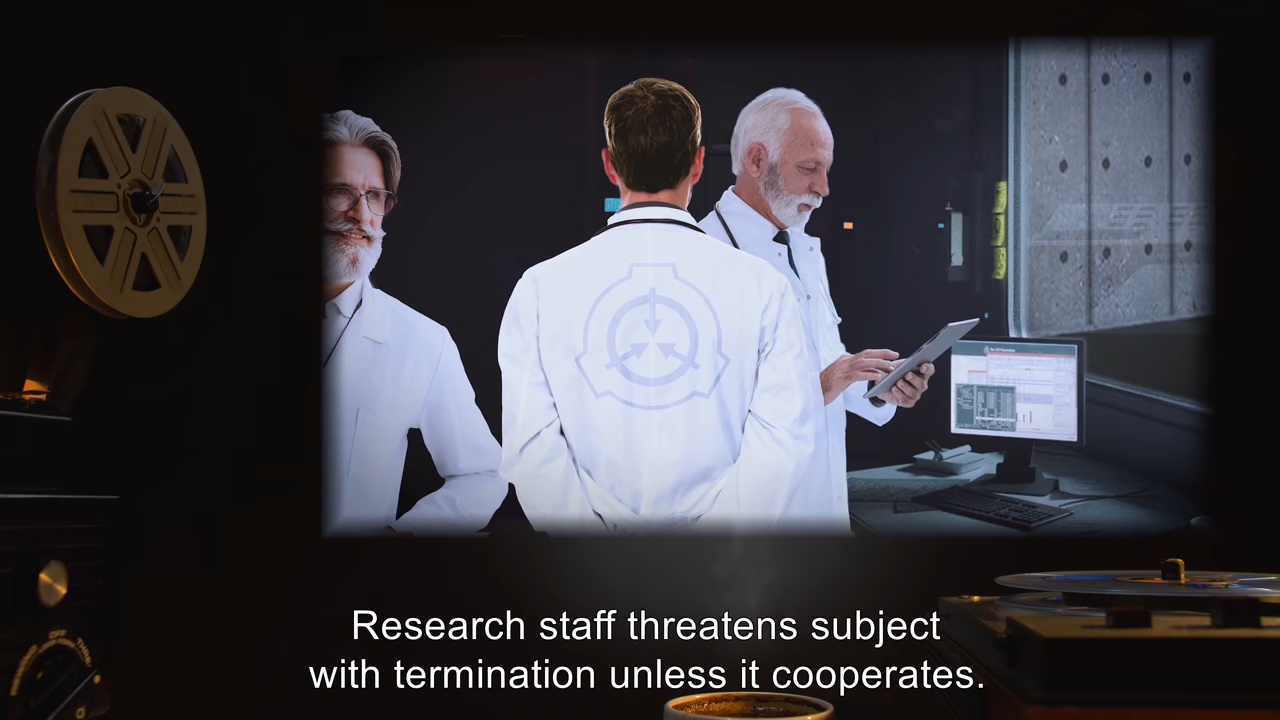 Research staff threatens subject
with termination unless it cooperates.